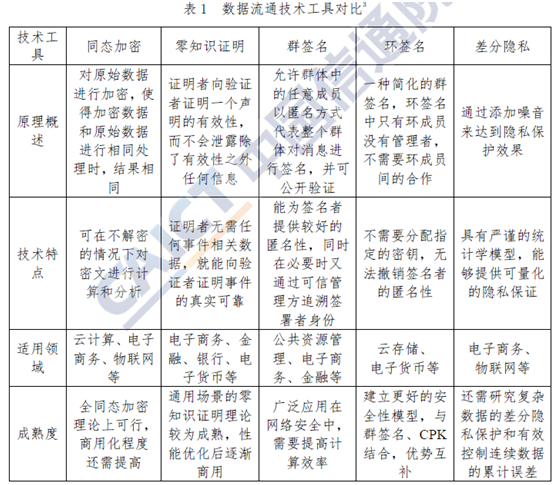 表 1 数据流通技术工具对比³
技术工
具
同态加密
零知识证明
群签名
环签名
差分隐私
原理概
述
对原始数据
进行加密，使
得加密数据
和原始数据
进行相同处
理时，结果相
同
证明者向验证
者证明一个声
明的有效性，
而不会泄露除
了有效性之外
任何信息
允许群体中
的任意成员
以匿名方式
代表整个群
体对消息进
行签名，并可
公开验证
一种简化的群
签名，环签名
中只有环成员
没有管理者，
不需要环成员
间的合作
通过添加噪音
来达到隐私保
护效果
技术特
点
可在不解密
的情况下对
密文进行计
算和分析
证明者无需任
何事件相关数
据，就能向验
证者证明事件
的真实可靠
能为签名者
提供较好的
匿名性，同时
在必要时又
通过可信管
理方追溯签
署者身份
不需要分配指
定的密钥，无
法撤销签名者
的匿名性
具有严谨的统
计学模型，能
够提供可量化
的隐私保证
适用领
域
云计算、电子
商务、物联网
等
电子商务、金
融、银行、电
子货币等
公共资源管
理、电子商
务、金融等
云存储、
电子货币等
电子商务、
物联网等
成熟度
全同态加密
理论上可行，
商用化程度
还需提高
通用场景的零
知识证明理论
较为成熟，性
能优化后逐渐
商用
广泛应用在
网络安全中，
需要提高计
算效率
建立更好的安
全性模型，与
群签名、CPK
结合，优势互
补
还需研究复杂
数据的差分隐
私保护和有效
控制连续数据
的累计误差
CAICT 中国信通院